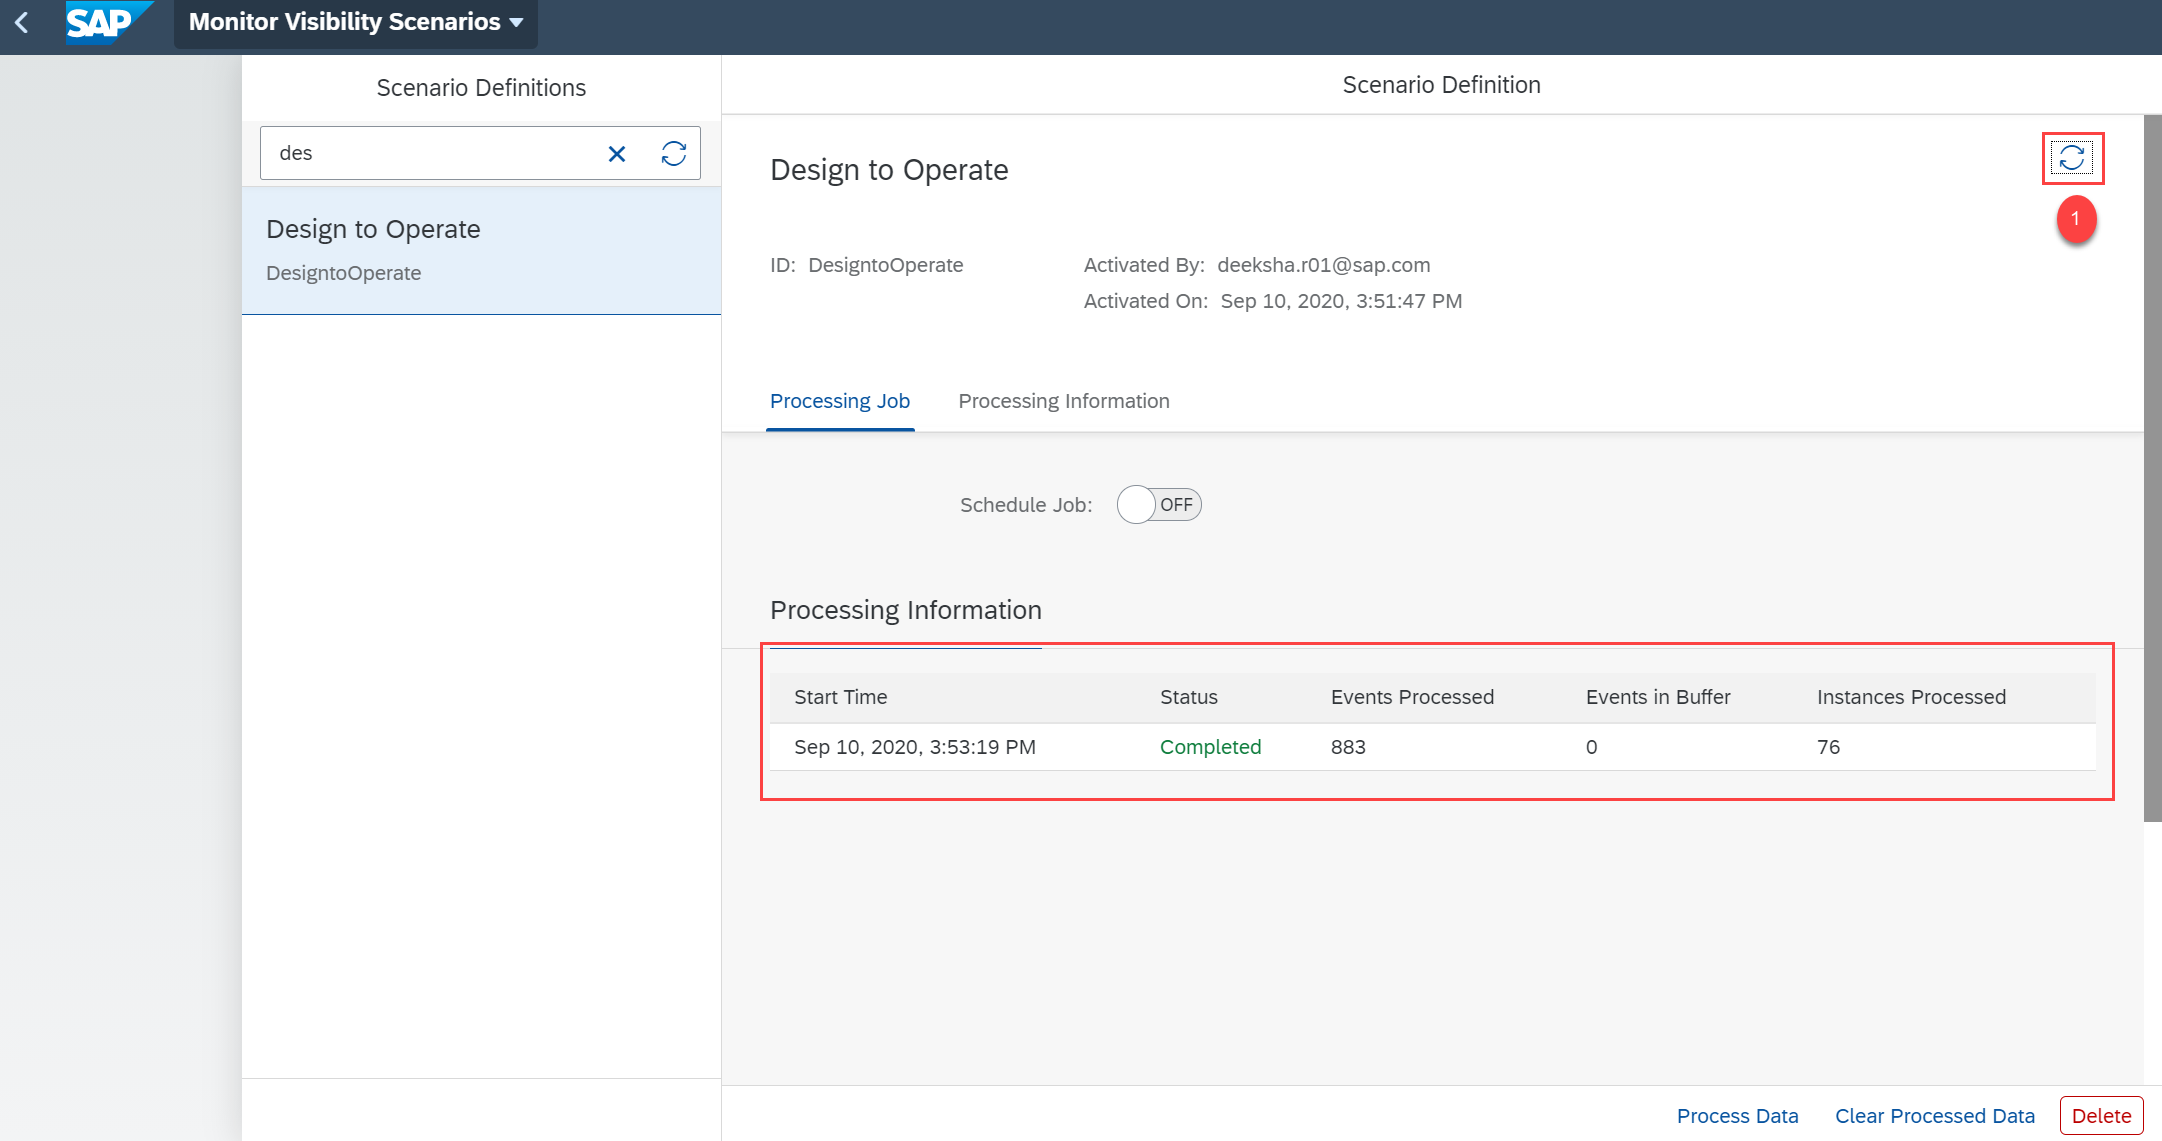 SAP
Monitor Visibility Scenarios
Scenario Definitions
des
Design to Operate
DesigntoOperate
Scenario Definition
Design to Operate
1
ID: DesigntoOperate
Activated By: deeksha.r01@sap.com
Activated On: Sep 10, 2020, 3:51:47 PM
Processing Job Processing Information
Schedule Job: OFF
Processing Information
Start Time Status Events Processed Events in Buffer Instances Processed
Sep 10, 2020, 3:53:19 PM Completed 883 0 76
Process Data Clear Processed Data Delete